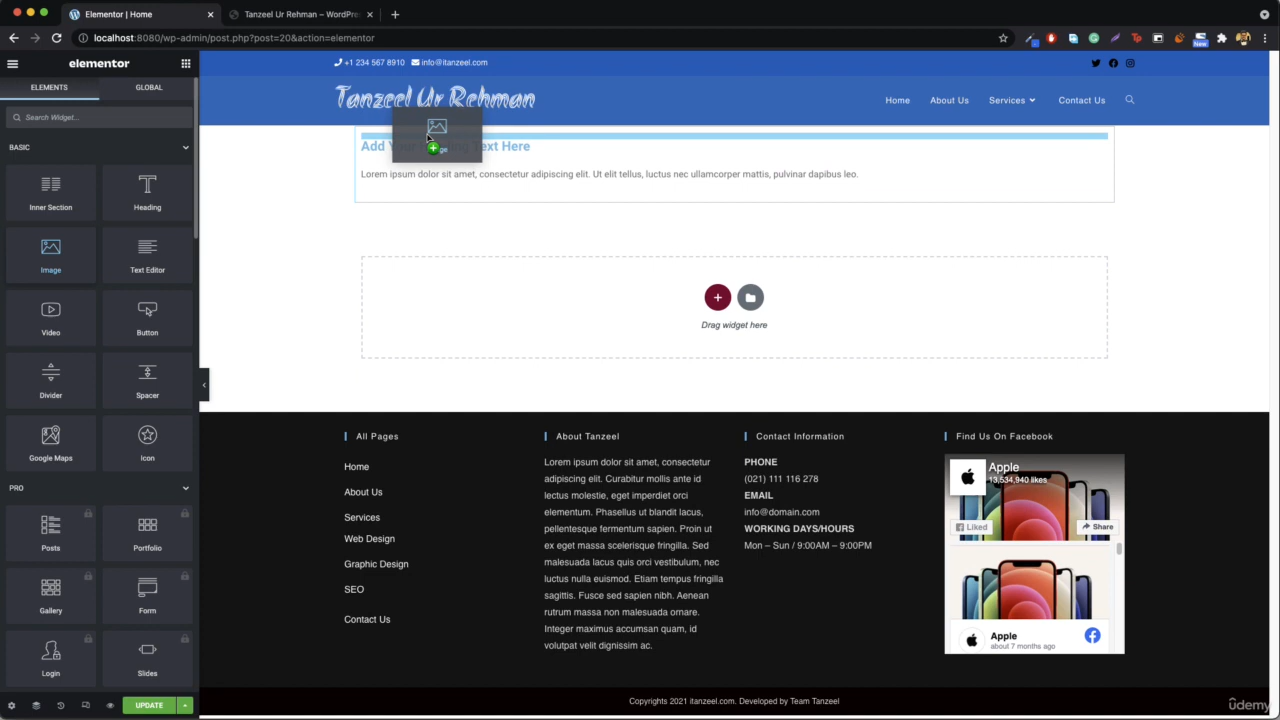 Elementor | Home
Tanzeel Ur Rehman – WordPre
localhost:8080/wp-admin/post.php?post=20&action=elementor
New
elementor
ELEMENTS
GLOBAL
Search Widget...
BASIC
Inner Section
Heading
Image
Text Editor
Video
Button
Divider
Spacer
Google Maps
Icon
PRO
Posts
Portfolio
Gallery
Form
Login
Slides
UPDATE
+1 234 567 8910 info@itanzeel.com
Tanzeel Ur Rehman
Home
About Us
Services
Contact Us
Add Your Heading Text Here
Lorem ipsum dolor sit amet, consectetur adipiscing elit. Ut elit tellus, luctus nec ullamcorper mattis, pulvinar dapibus leo.
Drag widget here
All Pages
Home
About Us
Services
Web Design
Graphic Design
SEO
Contact Us
About Tanzeel
Lorem ipsum dolor sit amet, consectetur
adipiscing elit. Curabitur mollis ante id
lectus molestie, eget imperdiet orci
elementum. Phasellus ut blandit lacus,
pellentesque fermentum sapien. Proin ut
ex eget massa scelerisque fringilla. Sed
malesuada lacus quis orci vestibulum, nec
luctus nulla euismod. Etiam tempus fringilla
sagittis. Fusce sed sapien nibh. Aenean
rutrum massa non malesuada ornare.
Integer maximus accumsan quam, id
volutpat velit dignissim ac.
Contact Information
PHONE
(021) 111 116 278
EMAIL
info@domain.com
WORKING DAYS/HOURS
Mon – Sun / 9:00AM – 9:00PM
Find Us On Facebook
Apple
13,534,940 likes
Liked
Share
Apple
about 7 months ago
Copyrights 2021 itanzeel.com. Developed by Team Tanzeel
ûdemy